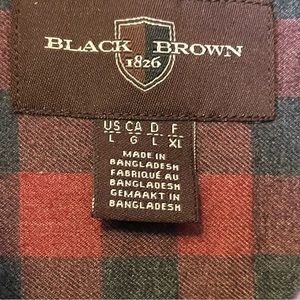 BLACK BROWN
1826
US CA D F
L G L XL
MADE IN
BANGLADESH
FABRIQUÉ AU
BANGLADESH
GEMAAKT IN
BANGLADESH